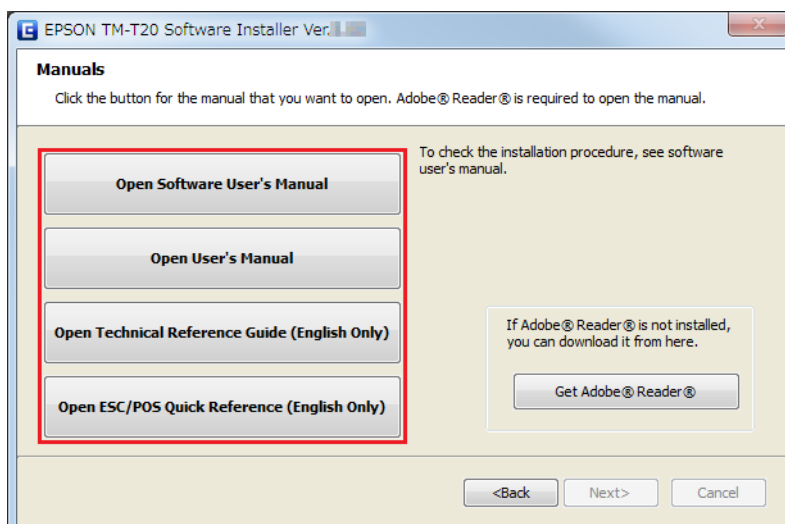 EPSON TM-T20 Software Installer Ver.
Manuals
Click the button for the manual that you want to open. Adobe® Reader® is required to open the manual.
To check the installation procedure, see software
user's manual.
Open Software User's Manual
Open User's Manual
Open Technical Reference Guide (English Only)
Open ESC/POS Quick Reference (English Only)
If Adobe® Reader® is not installed,
you can download it from here.
Get Adobe® Reader®
<Back Next> Cancel